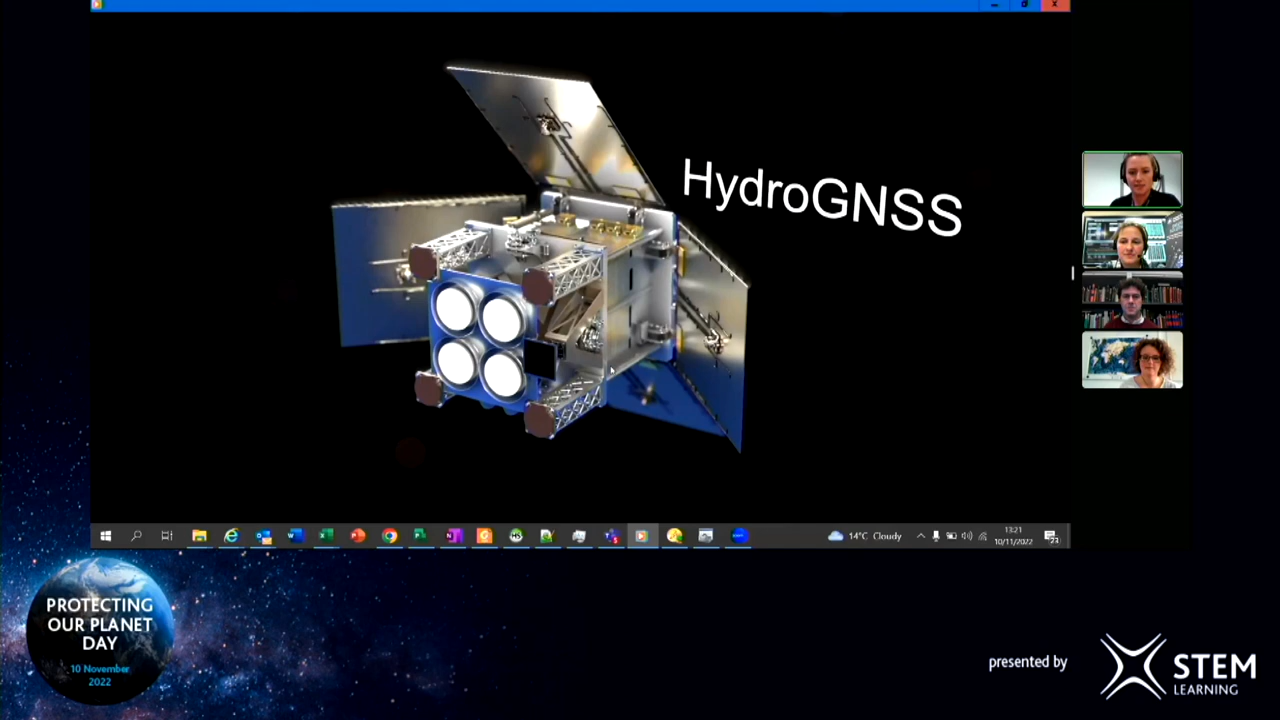 HydroGNSS
14°C Cloudy
13:21
10/11/2022
23
PROTECTING
OUR PLANET
DAY
10 November
2022
presented by
STEM
LEARNING